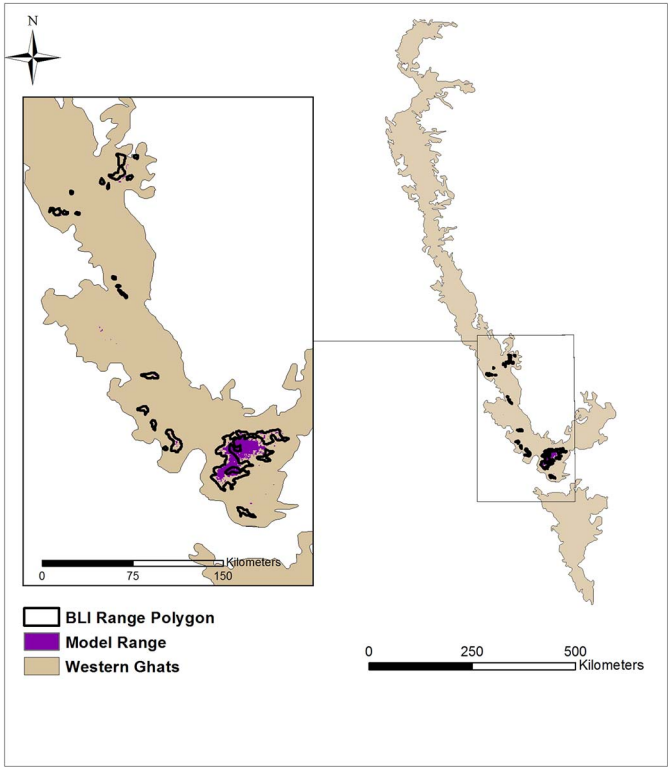 N
Kilometers
0 75 150
BLI Range Polygon
Model Range
Western Ghats
0 250 500
Kilometers